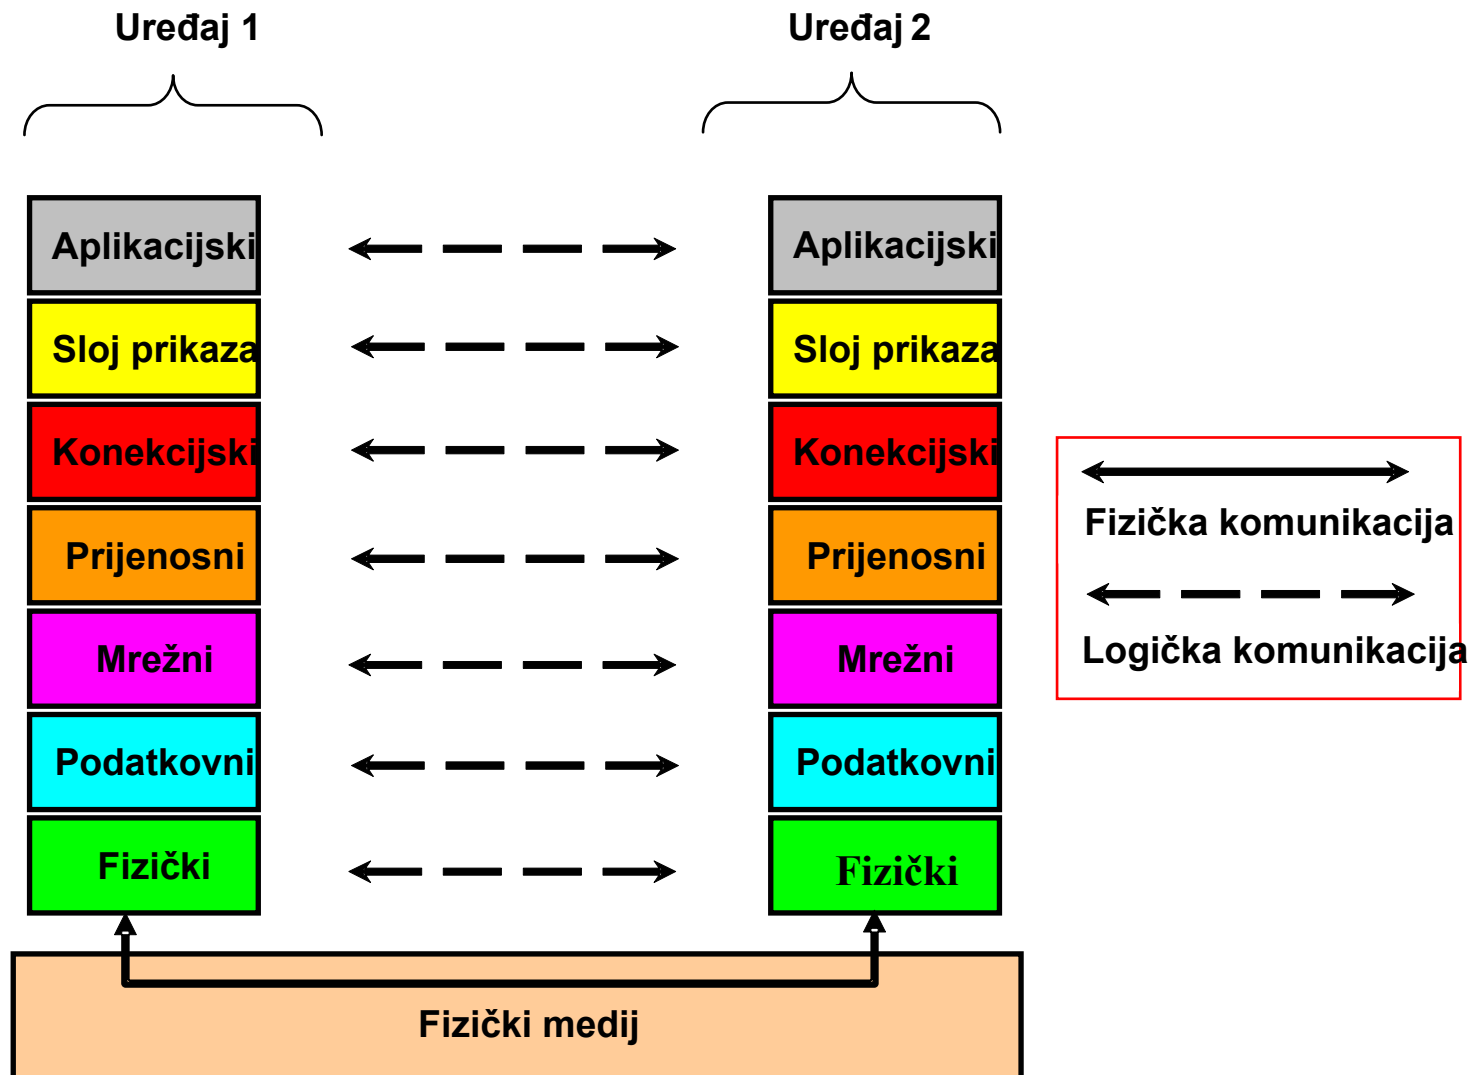 Uređaj 1
Uređaj 2
Aplikacijski
Aplikacijski
Sloj prikaza
Sloj prikaza
Konekcijski
Konekcijski
Fizička komunikacija
Prijenosni
Prijenosni
Logička komunikacija
Mrežni
Mrežni
Podatkovni
Podatkovni
Fizički
Fizički
Fizički medij